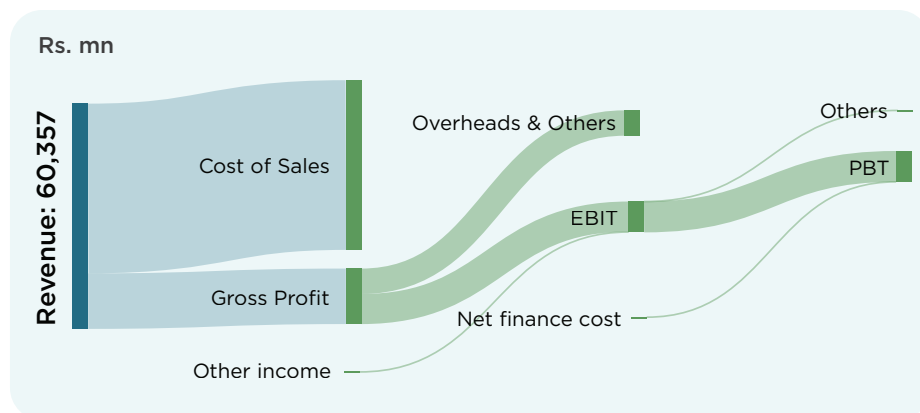 Rs. mn
Revenue: 60,357
Cost of Sales
Gross Profit
Other income
Overheads & Others
EBIT
Net finance cost
Others
PBT